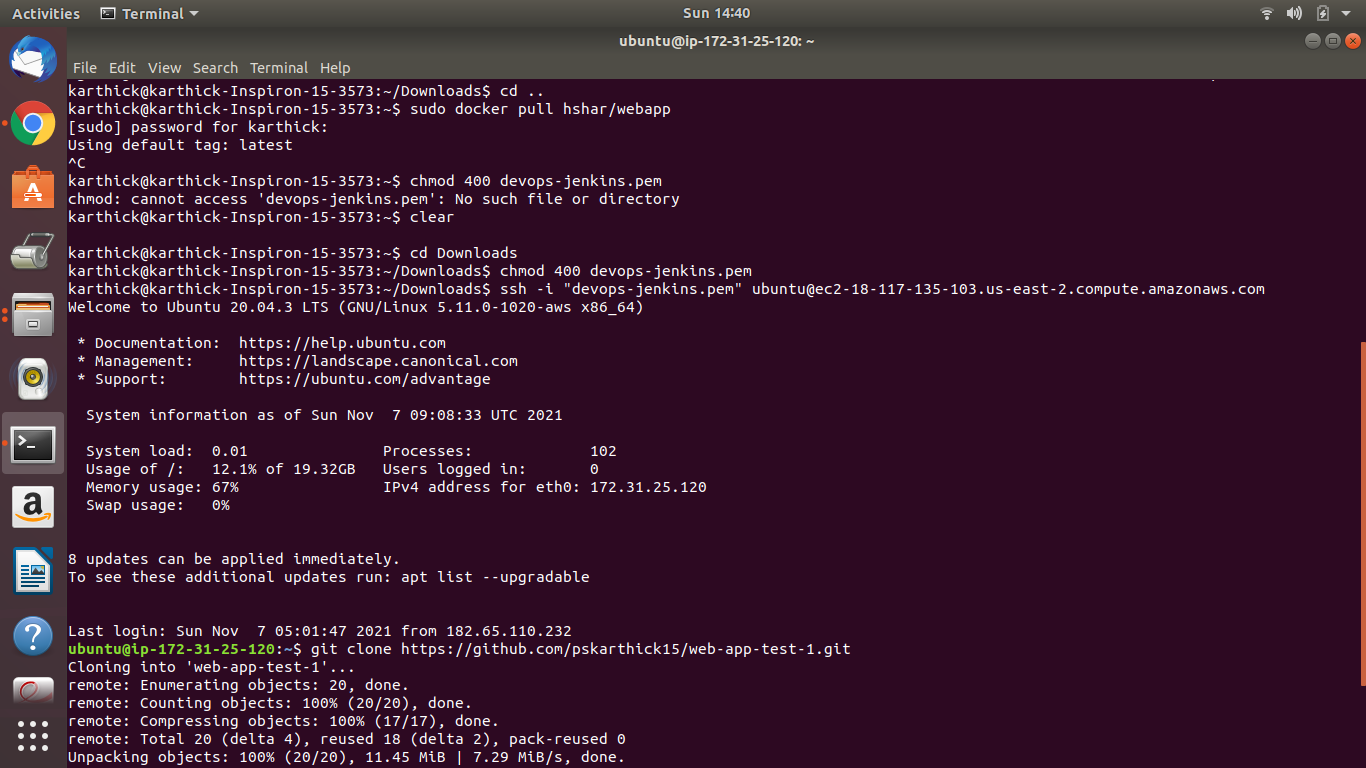 Activities Terminal Sun 14:40
ubuntu@ip-172-31-25-120: ~
File Edit View Search Terminal Help
karthick@karthick-Inspiron-15-3573:~/Downloads$ cd ..
karthick@karthick-Inspiron-15-3573:~$ sudo docker pull hshar/webapp
[sudo] password for karthick:
Using default tag: latest
^C
karthick@karthick-Inspiron-15-3573:~$ chmod 400 devops-jenkins.pem
chmod: cannot access 'devops-jenkins.pem': No such file or directory
karthick@karthick-Inspiron-15-3573:~$ clear
karthick@karthick-Inspiron-15-3573:~$ cd Downloads
karthick@karthick-Inspiron-15-3573:~/Downloads$ chmod 400 devops-jenkins.pem
karthick@karthick-Inspiron-15-3573:~/Downloads$ ssh -i "devops-jenkins.pem" ubuntu@ec2-18-117-135-103.us-east-2.compute.amazonaws.com
Welcome to Ubuntu 20.04.3 LTS (GNU/Linux 5.11.0-1020-aws x86_64)
* Documentation: https://help.ubuntu.com
* Management: https://landscape.canonical.com
* Support: https://ubuntu.com/advantage
System information as of Sun Nov 7 09:08:33 UTC 2021
System load: 0.01 Processes: 102
Usage of /: 12.1% of 19.32GB Users logged in: 0
Memory usage: 67% IPv4 address for eth0: 172.31.25.120
Swap usage: 0%
8 updates can be applied immediately.
To see these additional updates run: apt list --upgradable
Last login: Sun Nov 7 05:01:47 2021 from 182.65.110.232
ubuntu@ip-172-31-25-120:~$ git clone https://github.com/pskarthick15/web-app-test-1.git
Cloning into 'web-app-test-1'...
remote: Enumerating objects: 20, done.
remote: Counting objects: 100% (20/20), done.
remote: Compressing objects: 100% (17/17), done.
remote: Total 20 (delta 4), reused 18 (delta 2), pack-reused 0
Unpacking objects: 100% (20/20), 11.45 MiB | 7.29 MiB/s, done.